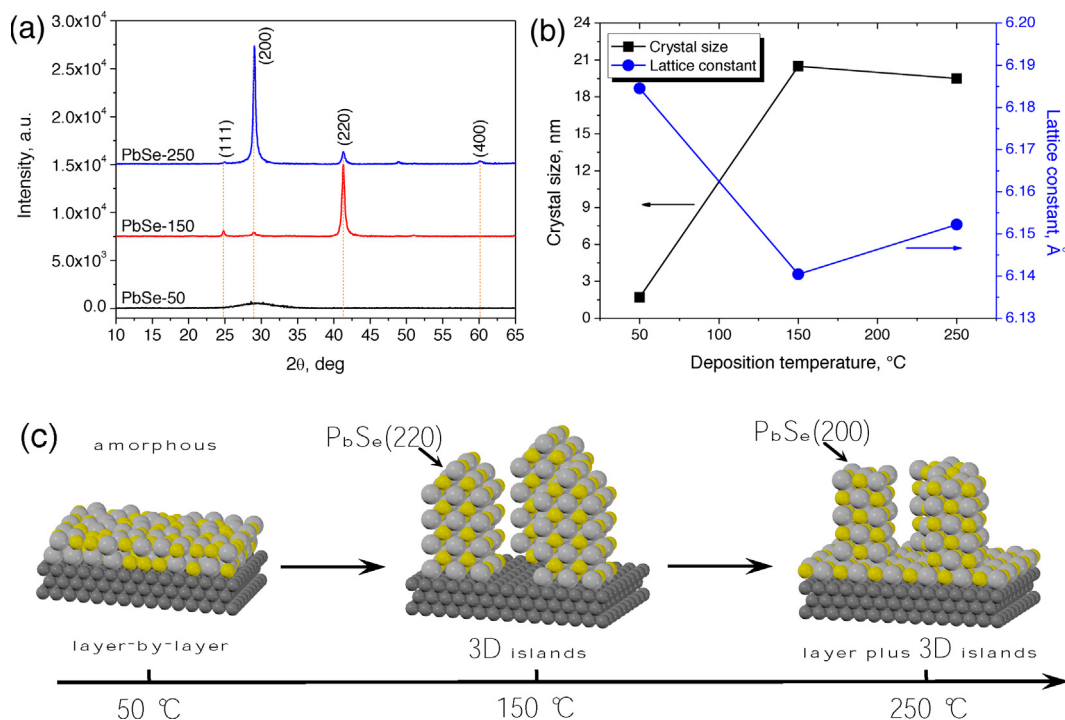 (a)
3.0x10⁴
2.5x10⁴
2.0x10⁴
1.5x10⁴
1.0x10⁴
5.0x10³
0.0
Intensity, a.u.
PbSe-250
PbSe-150
PbSe-50
(111)
(200)
(220)
(400)
10 15 20 25 30 35 40 45 50 55 60 65
2θ, deg
(b)
24
21
18
15
12
9
6
3
0
Crystal size, nm
Crystal size
Lattice constant
6.20
6.19
6.18
6.17
6.16
6.15
6.14
6.13
Lattice constant, Å
50 100 150 200 250
Deposition temperature, °C
(c)
amorphous
PbSe(220)
PbSe(200)
layer-by-layer
3D islands
layer plus 3D islands
50 °C
150 °C
250 °C